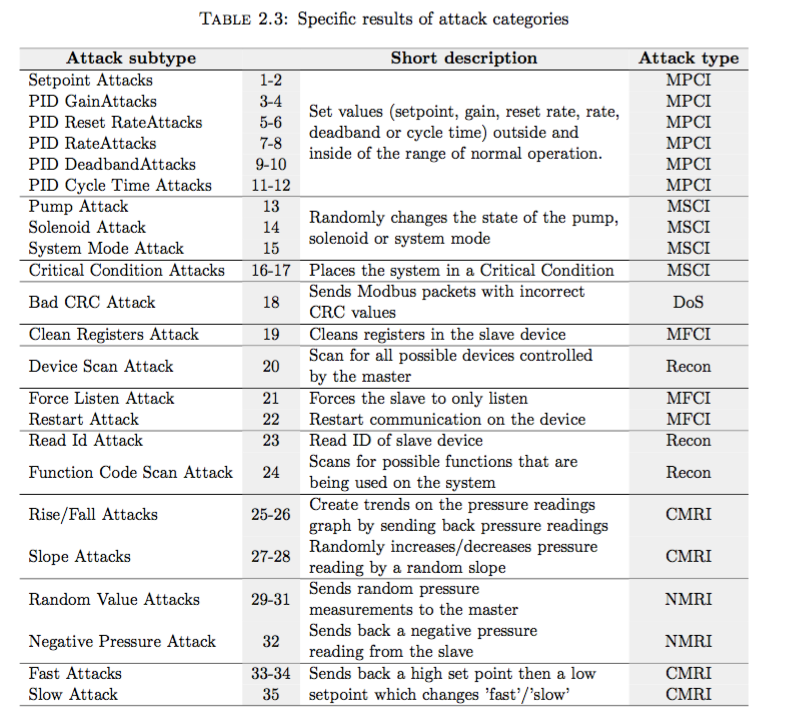 TABLE 2.3: Specific results of attack categories
Attack subtype Short description Attack type
Setpoint Attacks 1-2 MPCI
PID GainAttacks 3-4 MPCI
Set values (setpoint, gain, reset rate, rate,
PID Reset RateAttacks 5-6 MPCI
deadband or cycle time) outside and
PID RateAttacks 7-8 MPCI
inside of the range of normal operation.
PID DeadbandAttacks 9-10 MPCI
PID Cycle Time Attacks 11-12 MPCI
Pump Attack 13 MSCI
Randomly changes the state of the pump,
Solenoid Attack 14 MSCI
solenoid or system mode
System Mode Attack 15 MSCI
Critical Condition Attacks 16-17 Places the system in a Critical Condition MSCI
Sends Modbus packets with incorrect
Bad CRC Attack 18 DoS
CRC values
Clean Registers Attack 19 Cleans registers in the slave device MFCI
Scan for all possible devices controlled
Device Scan Attack 20 Recon
by the master
Force Listen Attack 21 Forces the slave to only listen MFCI
Restart Attack 22 Restart communication on the device MFCI
Read Id Attack 23 Read ID of slave device Recon
Scans for possible functions that are
Function Code Scan Attack 24 Recon
being used on the system
Create trends on the pressure readings
Rise/Fall Attacks 25-26 CMRI
graph by sending back pressure readings
Randomly increases/decreases pressure
Slope Attacks 27-28 CMRI
reading by a random slope
Sends random pressure
Random Value Attacks 29-31 NMRI
measurements to the master
Sends back a negative pressure
Negative Pressure Attack 32 NMRI
reading from the slave
Fast Attacks 33-34 Sends back a high set point then a low CMRI
Slow Attack 35 setpoint which changes 'fast'/'slow' CMRI